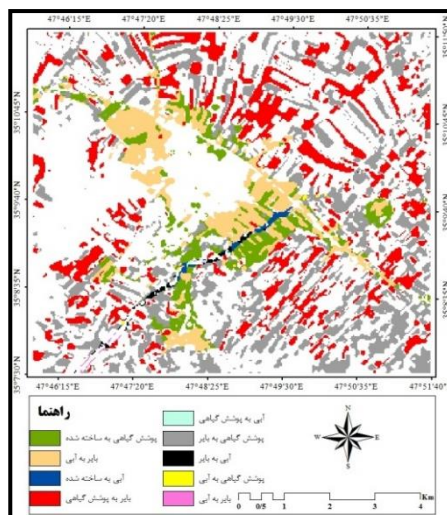 47°46'15"E 47°47'20"E 47°48'25"E 47°49'30"E 47°50'35"E
35°10'45"N
35°9'40"N
35°8'35"N
35°7'30"N
47°46'15"E 47°47'20"E 47°48'25"E 47°49'30"E 47°50'35"E 47°51'40"E
راهنما
پوشش گیاهی به ساخته شده
بایر به آبی
آبی به ساخته شده
بایر به پوشش گیاهی
آبی به پوشش گیاهی
پوشش گیاهی به بایر
آبی به بایر
پوشش گیاهی به آبی
بایر به آبی
N
W E
S
Km
0 0/5 1 2 3 4